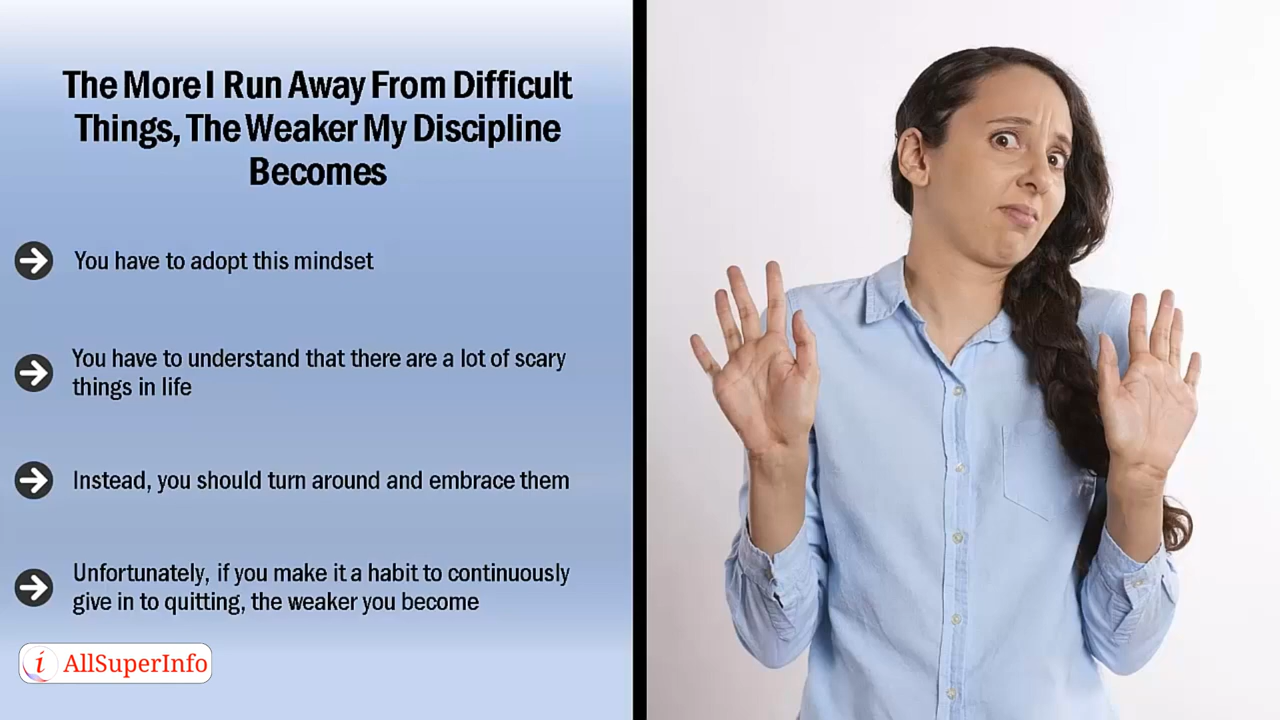 The More I Run Away From Difficult
Things, The Weaker My Discipline
Becomes
You have to adopt this mindset
You have to understand that there are a lot of scary
things in life
Instead, you should turn around and embrace them
Unfortunately, if you make it a habit to continuously
give in to quitting, the weaker you become
i AllSuperInfo